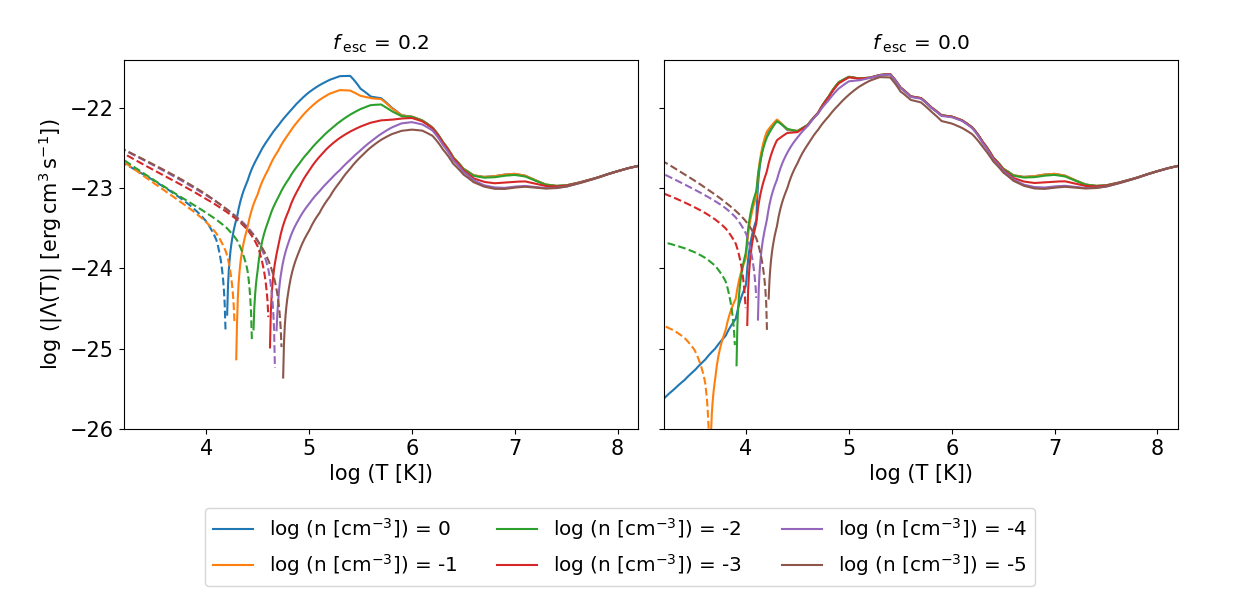 f esc = 0.2
f esc = 0.0
log (|Λ(T)| [erg cm³ s⁻¹])
−22
−23
−24
−25
−26
4 5 6 7 8
4 5 6 7 8
log (T [K])
log (T [K])
log (n [cm⁻³]) = 0
log (n [cm⁻³]) = -2
log (n [cm⁻³]) = -4
log (n [cm⁻³]) = -1
log (n [cm⁻³]) = -3
log (n [cm⁻³]) = -5